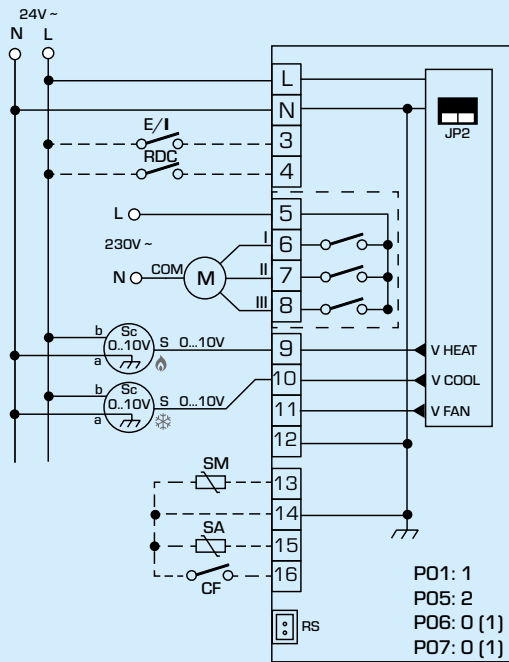 24V ~
N L
L
N
JP2
E/I
3
RDC
4
L
5
230V ~
I
6
N COM M II
7
III
8
b Sc
0...10V S 0...10V
a
9
V HEAT
b Sc
0...10V S 0...10V
a
10
V COOL
11
V FAN
12
SM
13
14
SA
15
16
CF
RS
P01: 1
P05: 2
P06: 0 (1)
P07: 0 (1)